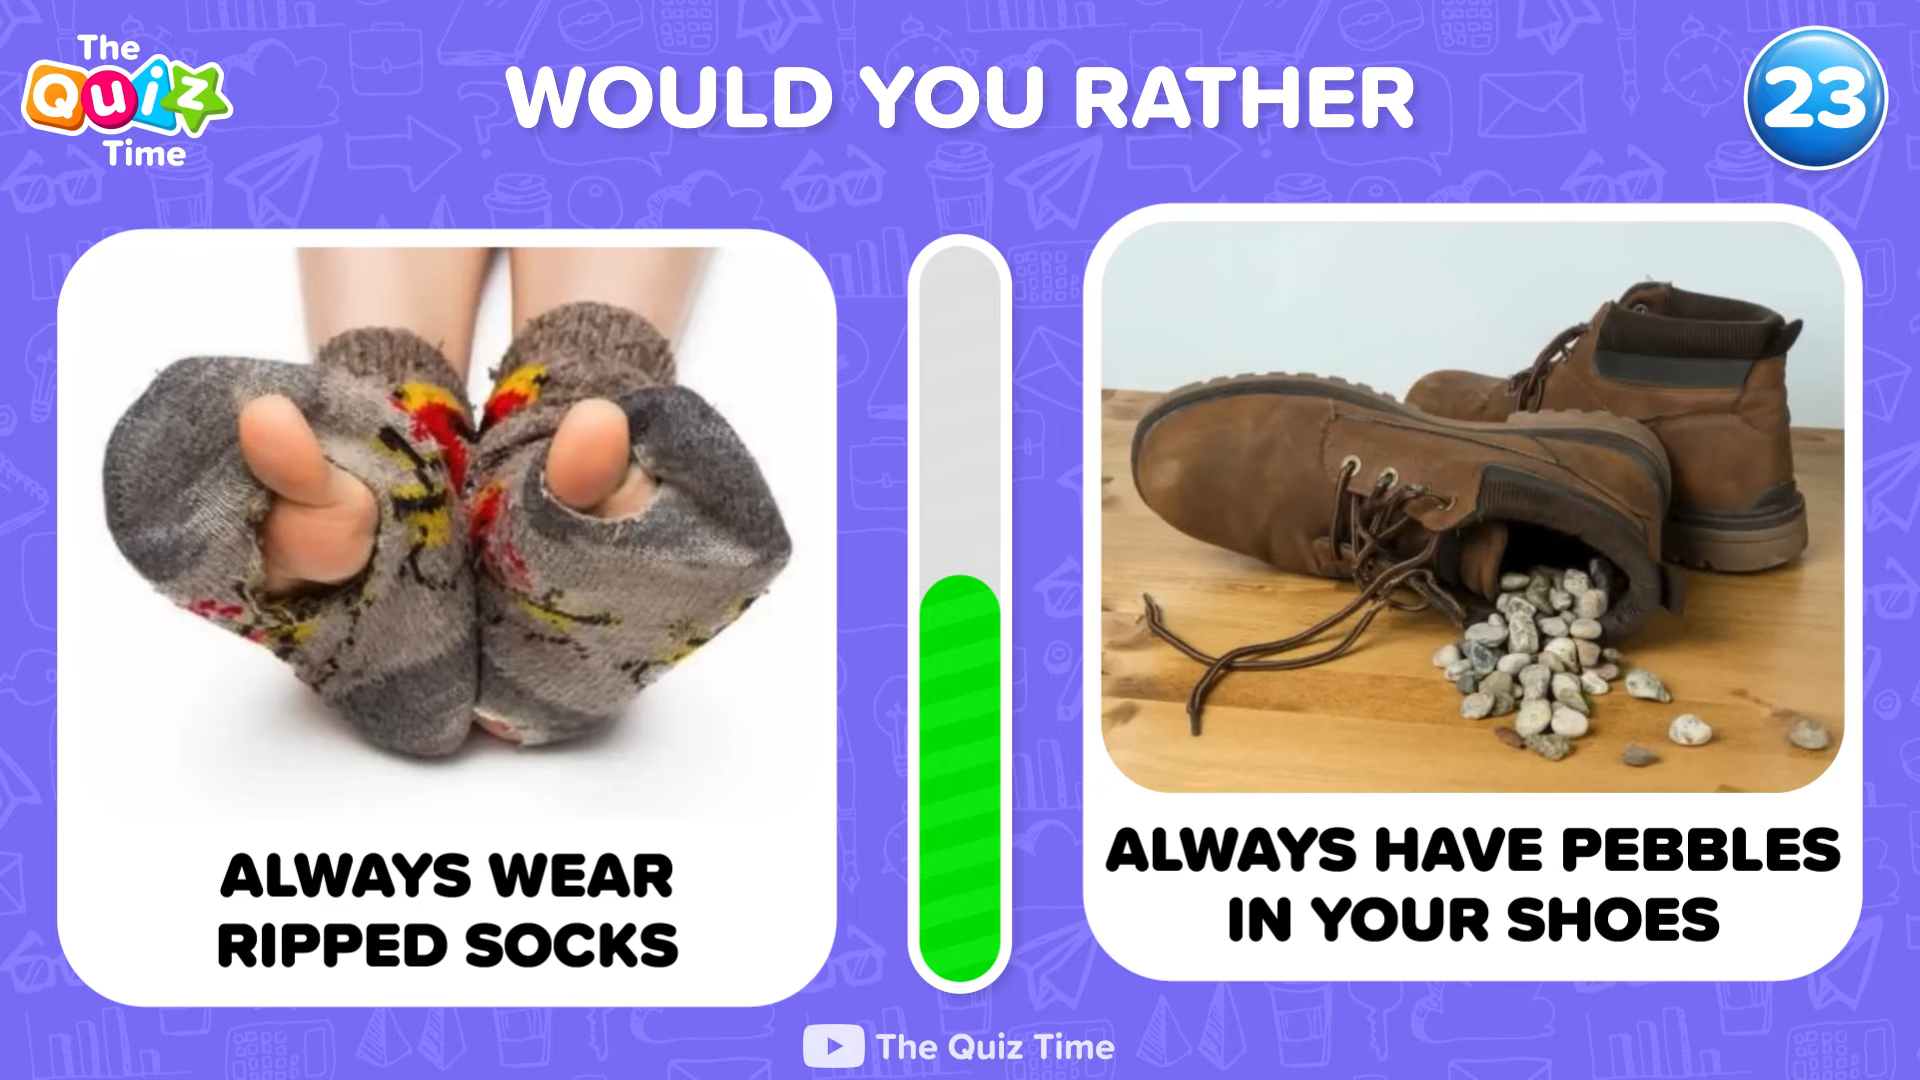 The
Quiz
Time
WOULD YOU RATHER
23
ALWAYS WEAR
RIPPED SOCKS
ALWAYS HAVE PEBBLES
IN YOUR SHOES
The Quiz Time